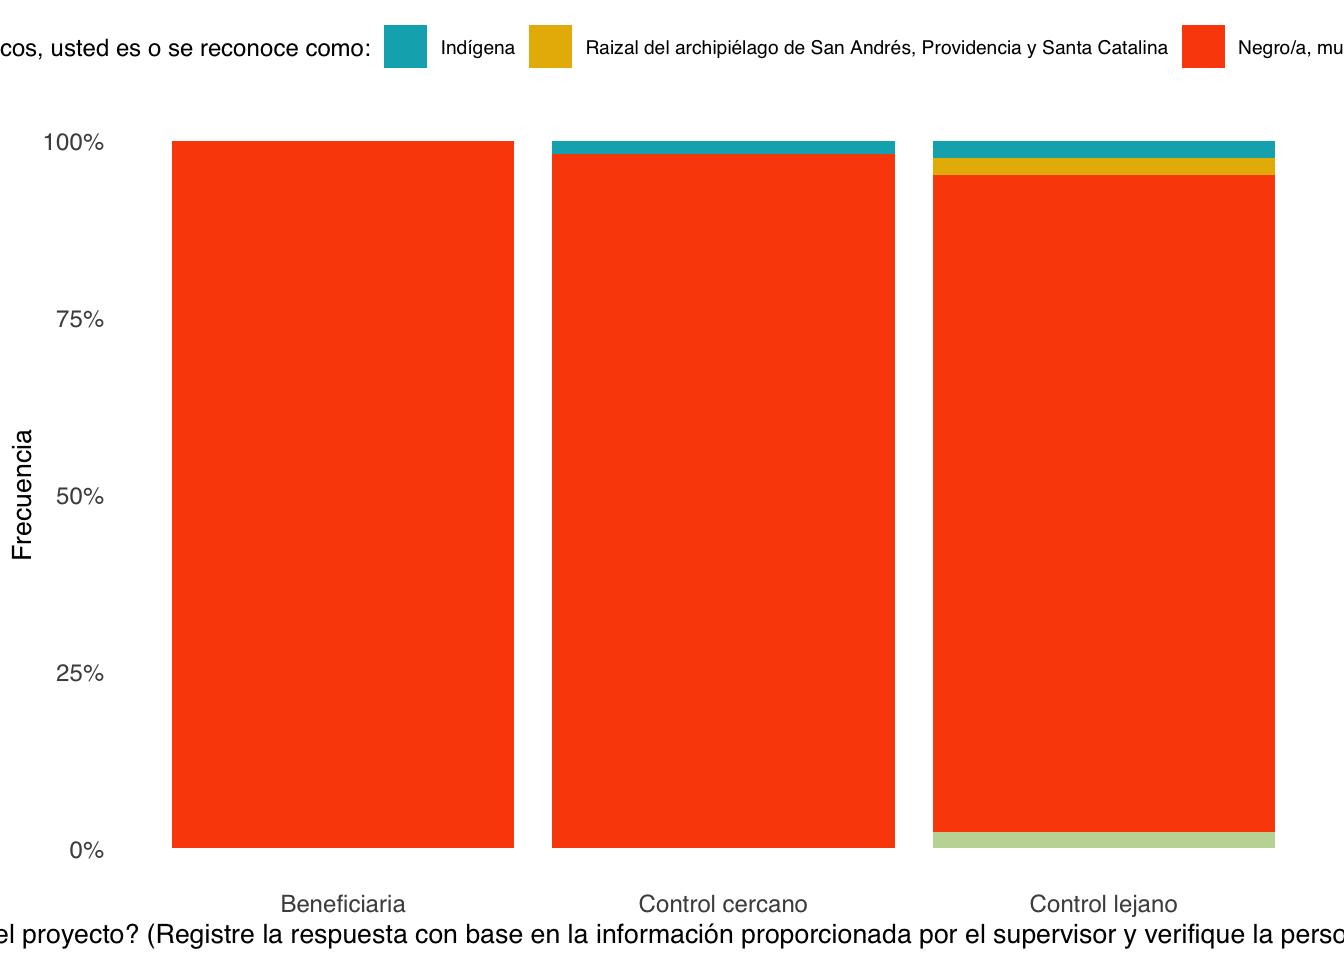 cos, usted es o se reconoce como: Indígena Raizal del archipiélago de San Andrés, Providencia y Santa Catalina Negro/a, mu
100%
75%
50%
25%
0%
Frecuencia
Beneficiaria Control cercano Control lejano
el proyecto? (Registre la respuesta con base en la información proporcionada por el supervisor y verifique la perso